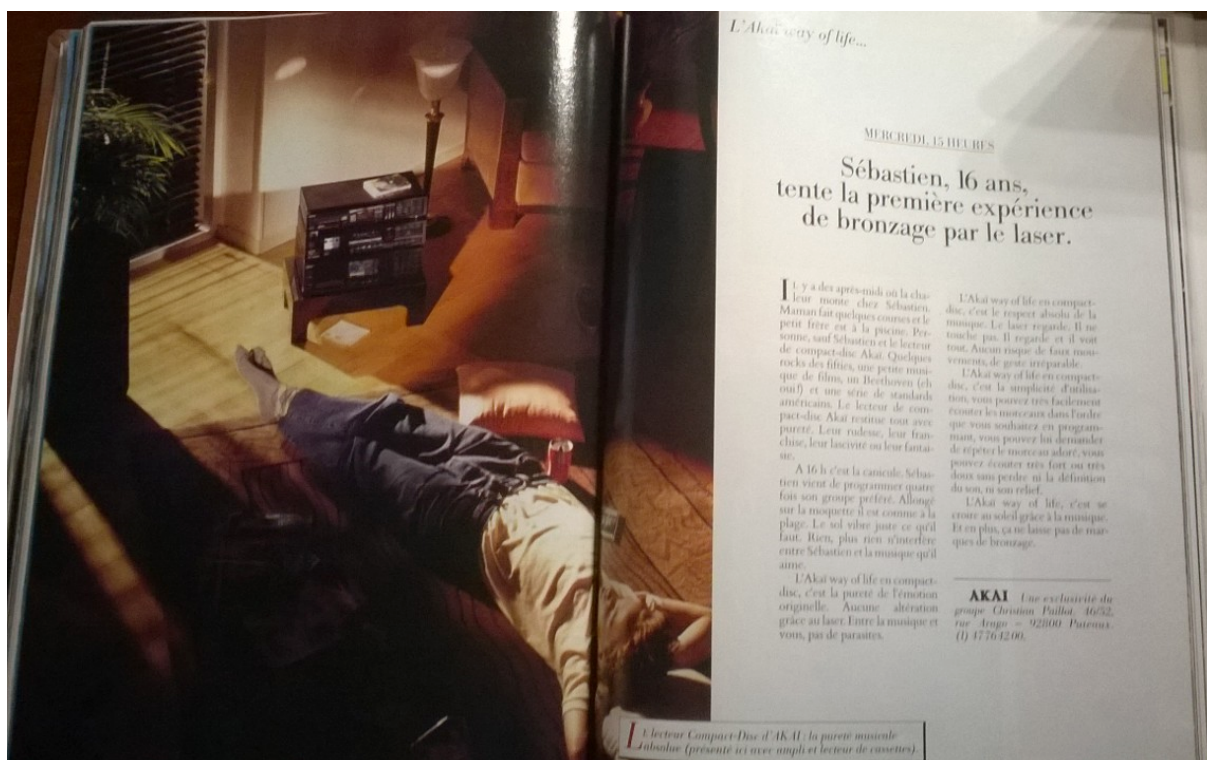 L'Akaï way of life...
MERCREDI, 15 HEURES
Sébastien, 16 ans,
tente la première expérience
de bronzage par le laser.
Il y a des après-midi où la cha-
leur monte chez Sébastien.
Maman fait quelques courses et le
petit frère est à la piscine. Per-
sonne, sauf Sébastien et le lecteur
de compact-disc Akaï. Quelques
rocks des fifties, une petite musi-
que de films, un Beethoven (eh
oui!) et une série de standards
américains. Le lecteur de com-
pact-disc Akaï restitue tout avec
pureté. Leur rudesse, leur fran-
chise, leur lascivité ou leur fantai-
sie.
A 16 h c'est la canicule. Sébas-
tien vient de programmer quatre
fois son groupe préféré. Allongé
sur la moquette il est comme à la
plage. Le sol vibre juste ce qu'il
faut. Rien, plus rien n'interfère
entre Sébastien et la musique qu'il
aime.
L'Akaï way of life en compact-
disc, c'est la pureté de l'émotion
originelle. Aucune altération
grâce au laser. Entre la musique et
vous, pas de parasites.
L'Akaï way of life en compact-
disc, c'est le respect absolu de la
musique. Le laser regarde. Il ne
touche pas. Il regarde et il voit
tout. Aucun risque de faux mou-
vements, de geste irréparable.
L'Akaï way of life en compact-
disc, c'est la simplicité d'utilisa-
tion, vous pouvez très facilement
écouter les morceaux dans l'ordre
que vous souhaitez en program-
mant, vous pouvez lui demander
de répéter le morceau adoré, vous
pouvez écouter très fort ou très
doux sans perdre ni la définition
du son, ni son relief.
L'Akaï way of life, c'est se
croire au soleil grâce à la musique.
Et en plus, ça ne laisse pas de mar-
ques de bronzage.
AKAI Une exclusivité du
groupe Christian Paillot. 46/52,
rue Arago - 92800 Puteaux.
(1)
Le lecteur Compact-Disc d'AKAI : la pureté musicale
absolue (présenté ici avec ampli et lecteur de cassettes).